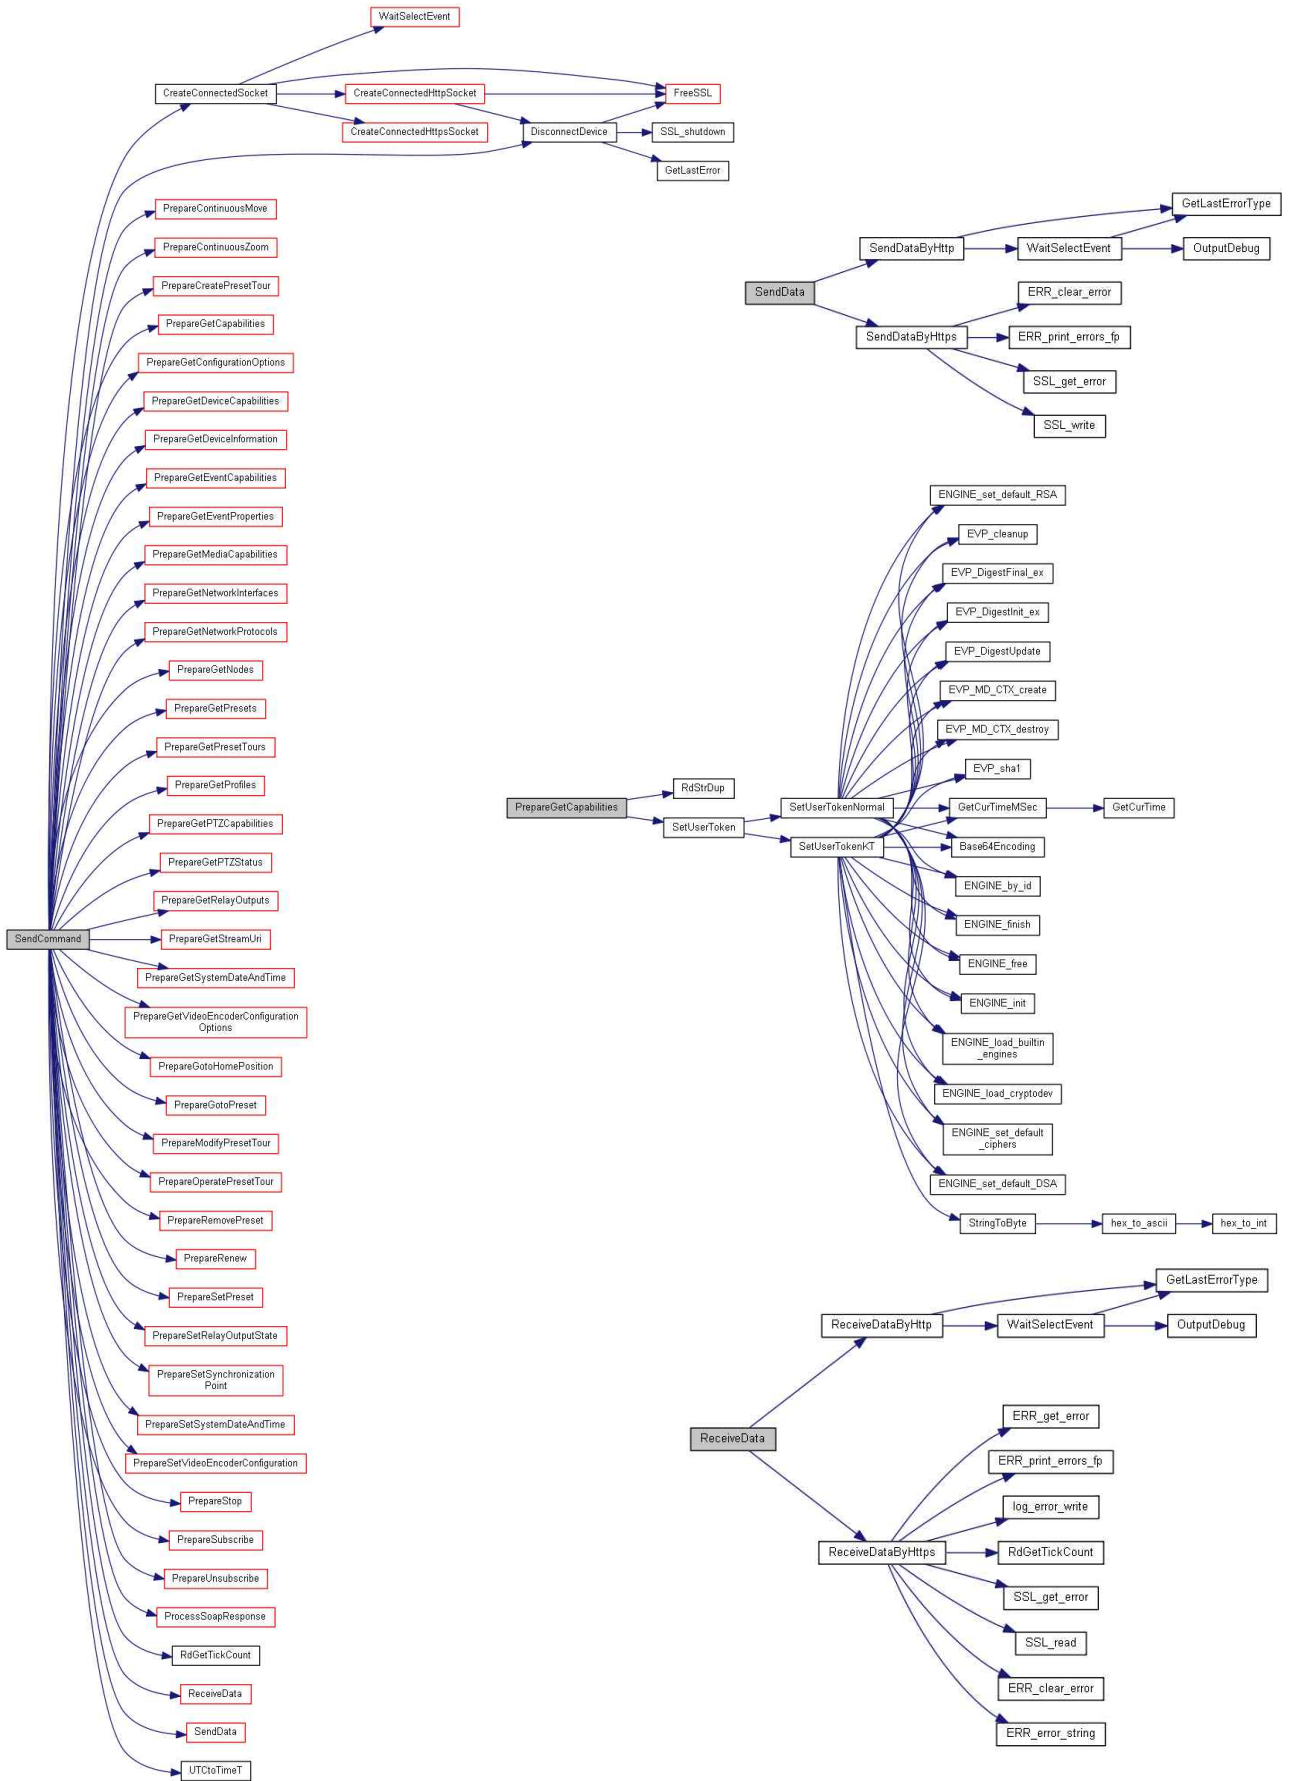 WaitSelectEvent
CreateConnectedSocket
CreateConnectedHttpSocket
FreeSSL
CreateConnectedHttpsSocket
DisconnectDevice
SSL_shutdown
GetLastError
PrepareContinuousMove
PrepareContinuousZoom
PrepareCreatePresetTour
PrepareGetCapabilities
PrepareGetConfigurationOptions
PrepareGetDeviceCapabilities
PrepareGetDeviceInformation
PrepareGetEventCapabilities
PrepareGetEventProperties
PrepareGetMediaCapabilities
PrepareGetNetworkInterfaces
PrepareGetNetworkProtocols
PrepareGetNodes
PrepareGetPresets
PrepareGetPresetTours
PrepareGetProfiles
PrepareGetPTZCapabilities
PrepareGetPTZStatus
PrepareGetRelayOutputs
SendCommand
PrepareGetStreamUri
PrepareGetSystemDateAndTime
PrepareGetVideoEncoderConfiguration
Options
PrepareGotoHomePosition
PrepareGotoPreset
PrepareModifyPresetTour
PrepareOperatePresetTour
PrepareRemovePreset
PrepareRenew
PrepareSetPreset
PrepareSetRelayOutputState
PrepareSetSynchronization
Point
PrepareSetSystemDateAndTime
PrepareSetVideoEncoderConfiguration
PrepareStop
PrepareSubscribe
PrepareUnsubscribe
ProcessSoapResponse
RdGetTickCount
ReceiveData
SendData
UTCtoTimeT
GetLastErrorType
SendDataByHttp
WaitSelectEvent
OutputDebug
SendData
ERR_clear_error
SendDataByHttps
ERR_print_errors_fp
SSL_get_error
SSL_write
ENGINE_set_default_RSA
EVP_cleanup
EVP_DigestFinal_ex
EVP_DigestInit_ex
EVP_DigestUpdate
EVP_MD_CTX_create
EVP_MD_CTX_destroy
EVP_sha1
RdStrDup
PrepareGetCapabilities
SetUserToken
SetUserTokenNormal
GetCurTimeMSec
GetCurTime
SetUserTokenKT
Base64Encoding
ENGINE_by_id
ENGINE_finish
ENGINE_free
ENGINE_init
ENGINE_load_builtin
_engines
ENGINE_load_cryptodev
ENGINE_set_default
_ciphers
ENGINE_set_default_DSA
StringToByte
hex_to_ascii
hex_to_int
GetLastErrorType
ReceiveDataByHttp
WaitSelectEvent
OutputDebug
ReceiveData
ERR_get_error
ERR_print_errors_fp
log_error_write
ReceiveDataByHttps
RdGetTickCount
SSL_get_error
SSL_read
ERR_clear_error
ERR_error_string